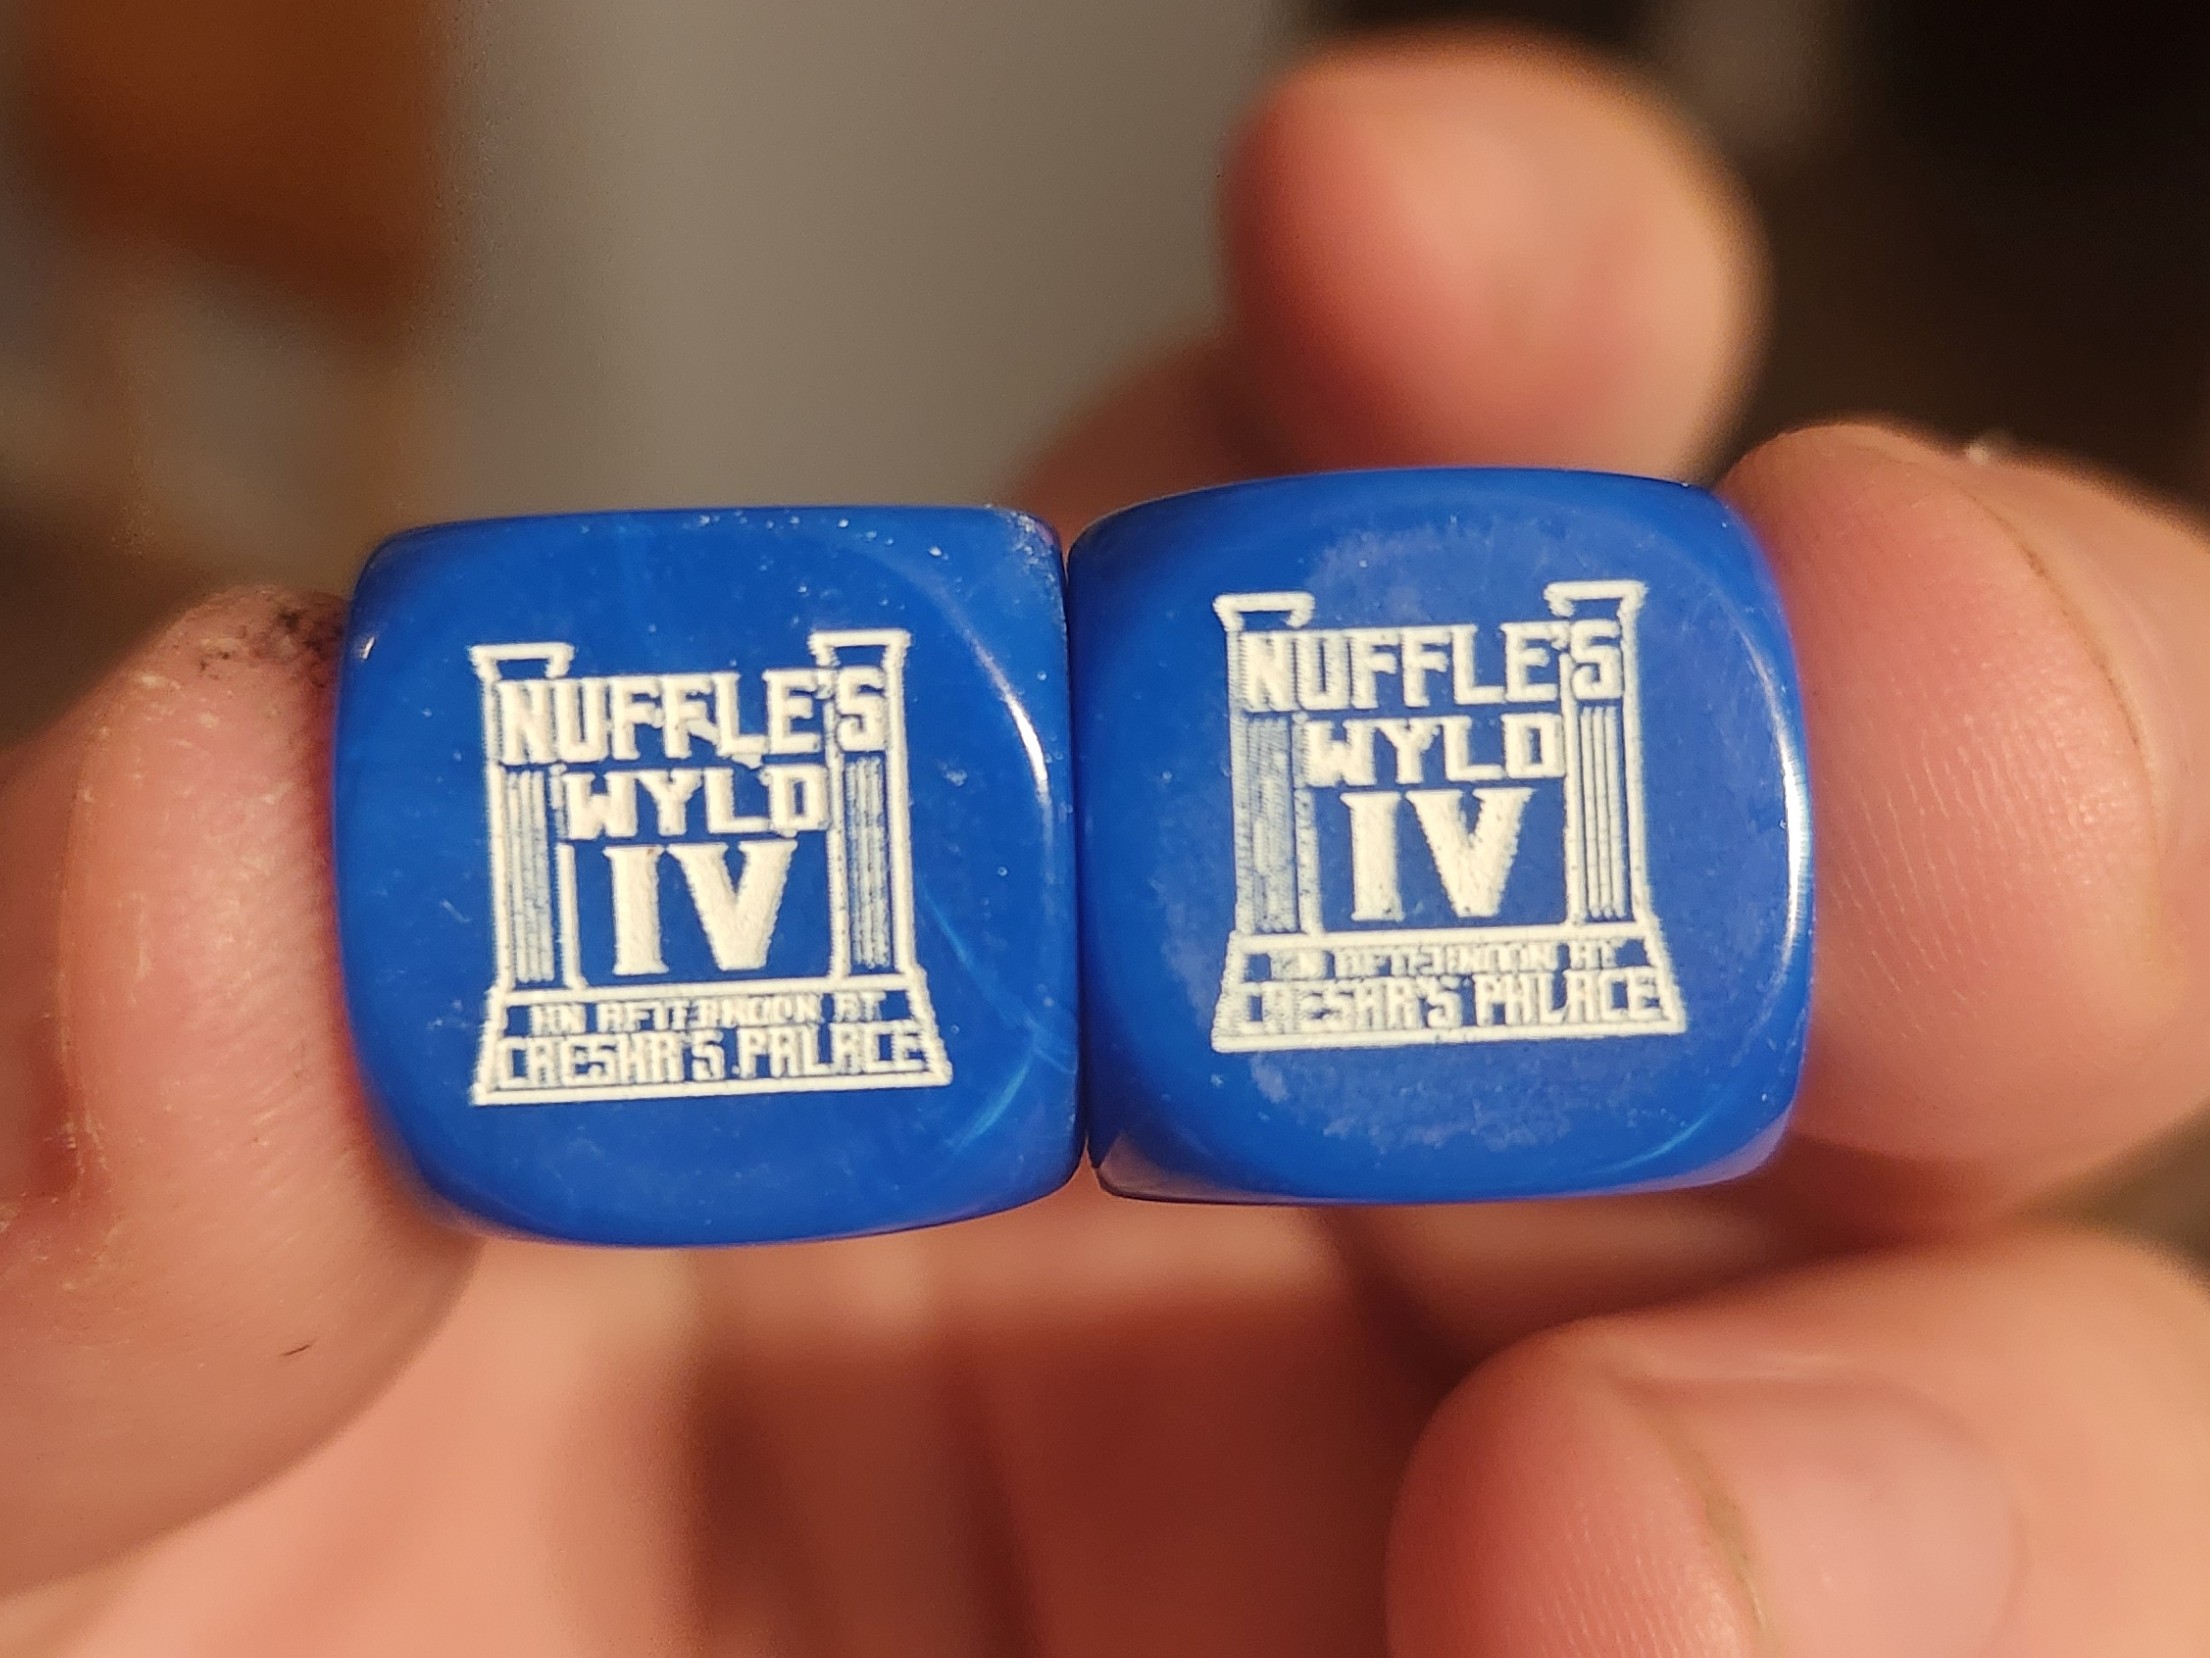 NUFFLE'S
WYLD
IV
AN AFTERNOON AT
CAESAR'S PALACE
NUFFLE'S
WYLD
IV
AN AFTERNOON AT
CAESAR'S PALACE